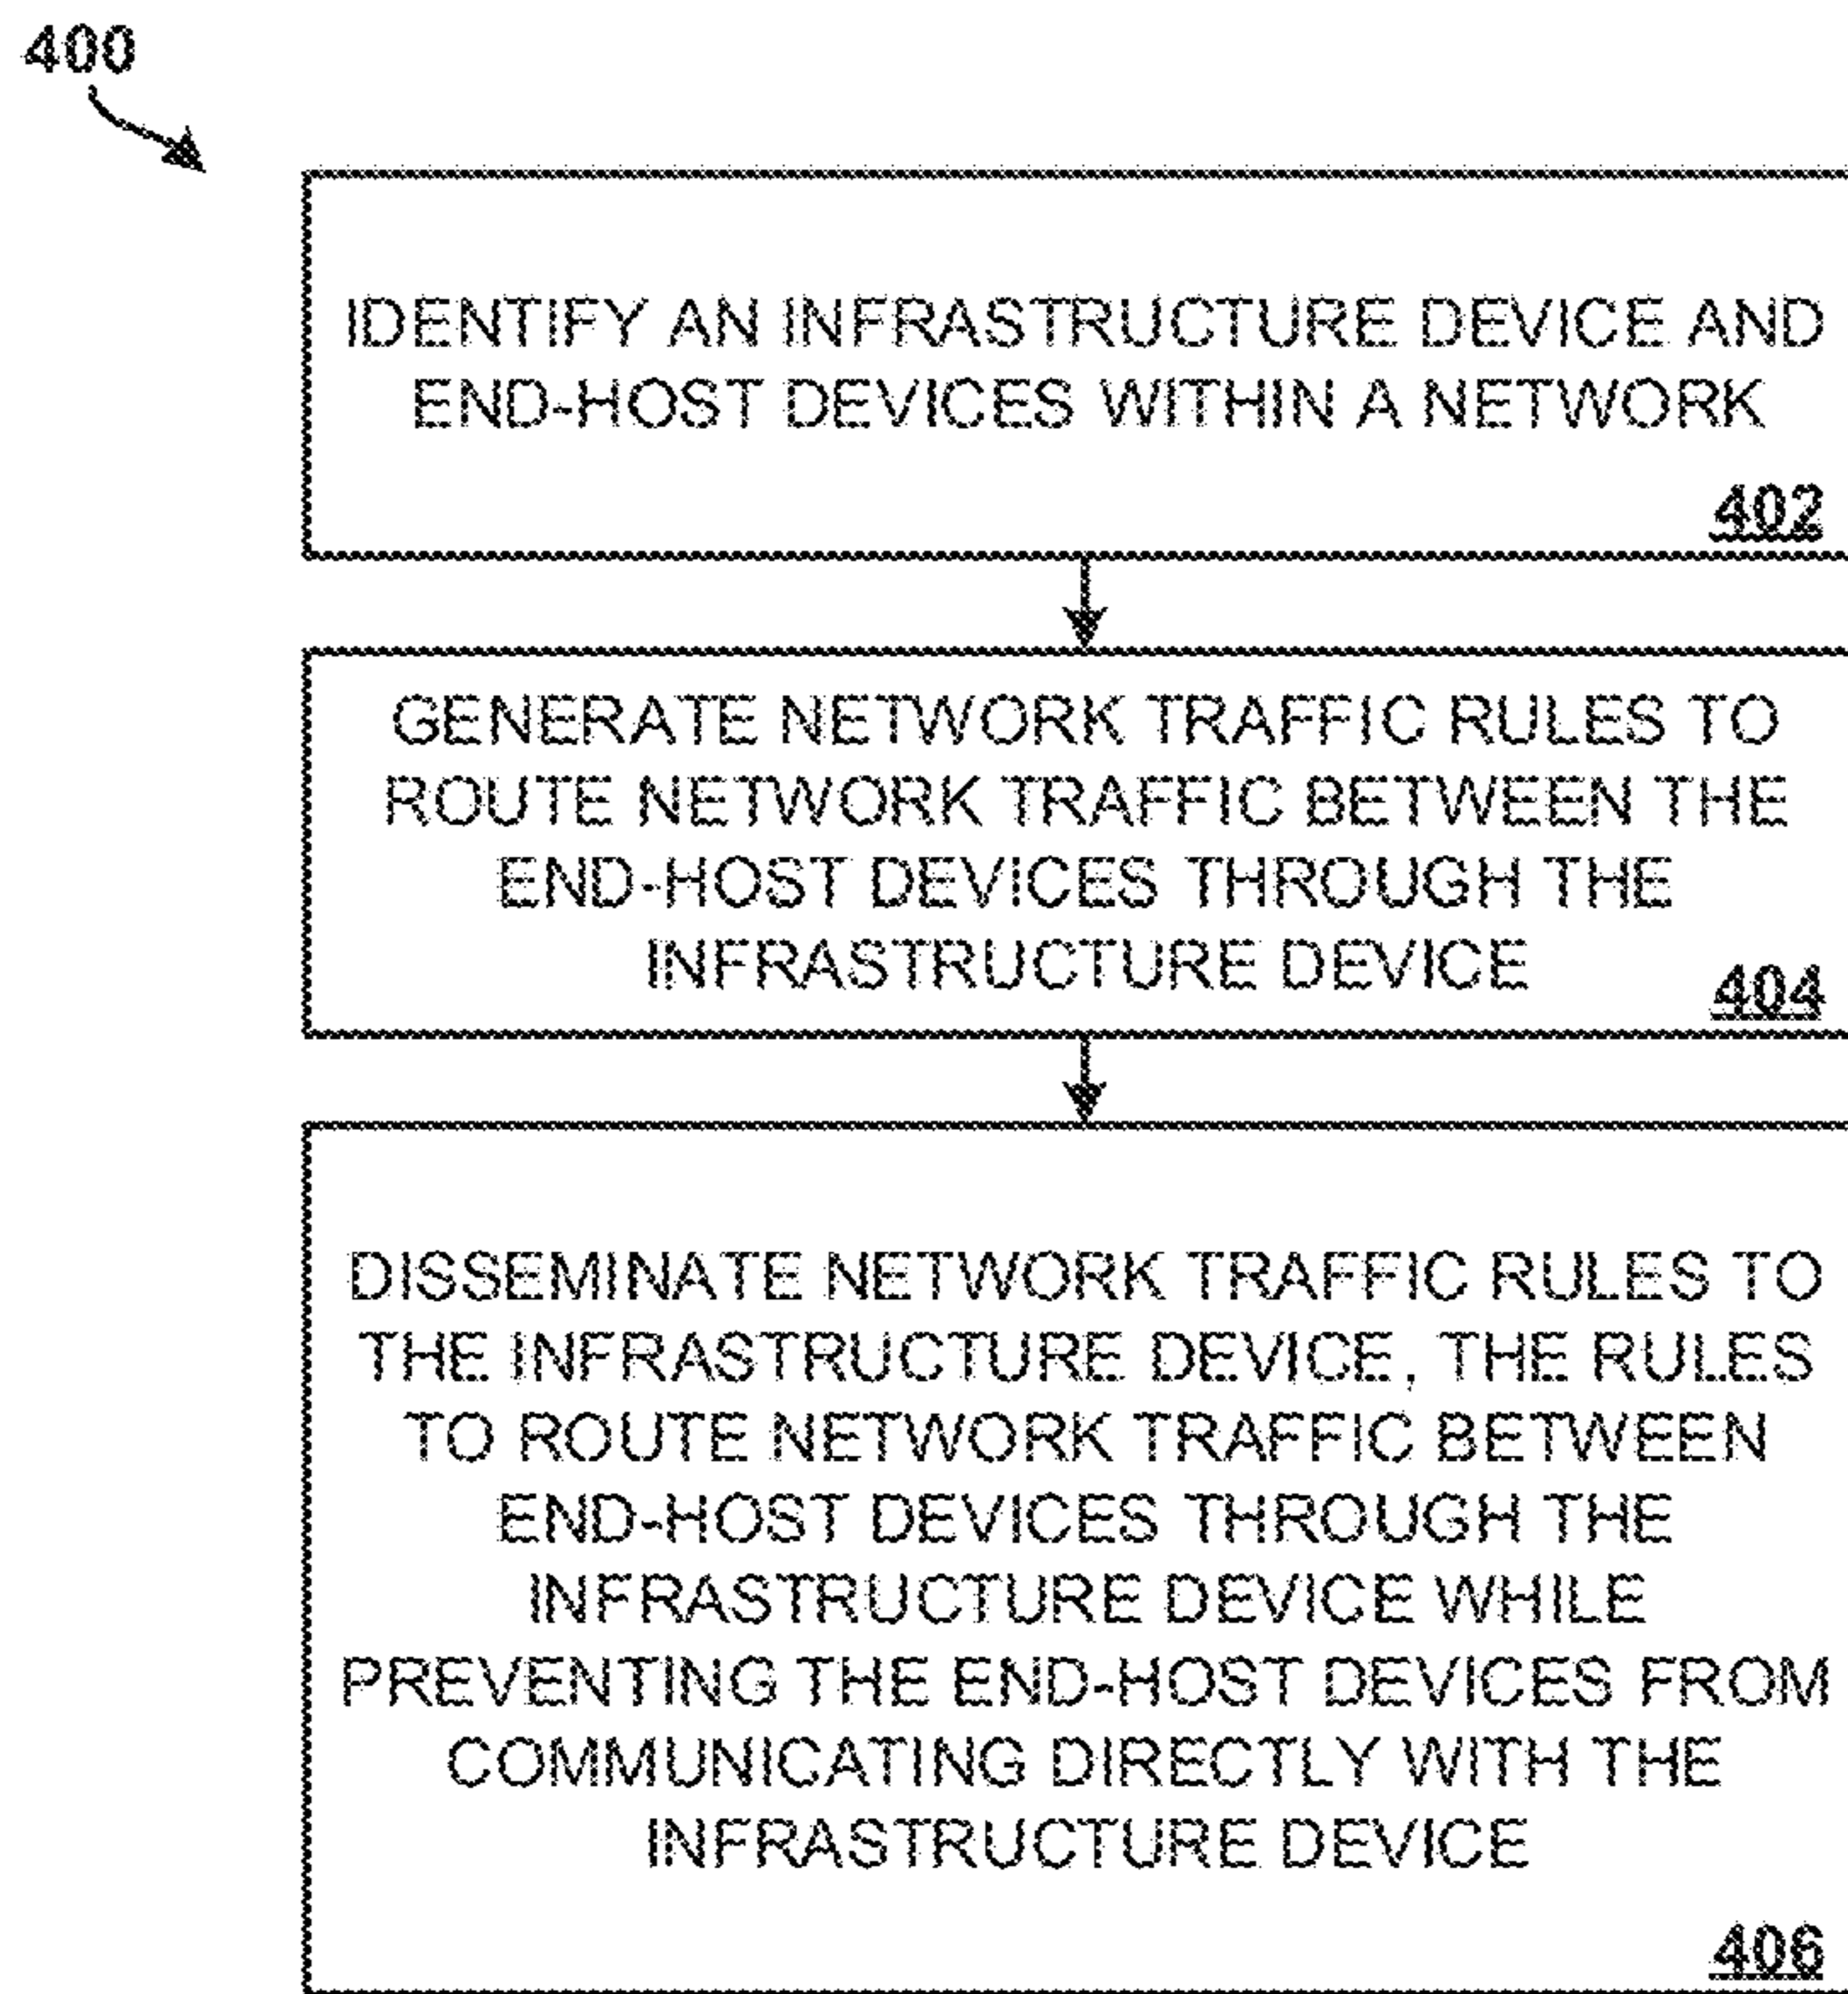 400
IDENTIFY AN INFRASTRUCTURE DEVICE AND
END-HOST DEVICES WITHIN A NETWORK
402
GENERATE NETWORK TRAFFIC RULES TO
ROUTE NETWORK TRAFFIC BETWEEN THE
END-HOST DEVICES THROUGH THE
INFRASTRUCTURE DEVICE
404
DISSEMINATE NETWORK TRAFFIC RULES TO
THE INFRASTRUCTURE DEVICE, THE RULES
TO ROUTE NETWORK TRAFFIC BETWEEN
END-HOST DEVICES THROUGH THE
INFRASTRUCTURE DEVICE WHILE
PREVENTING THE END-HOST DEVICES FROM
COMMUNICATING DIRECTLY WITH THE
INFRASTRUCTURE DEVICE
406